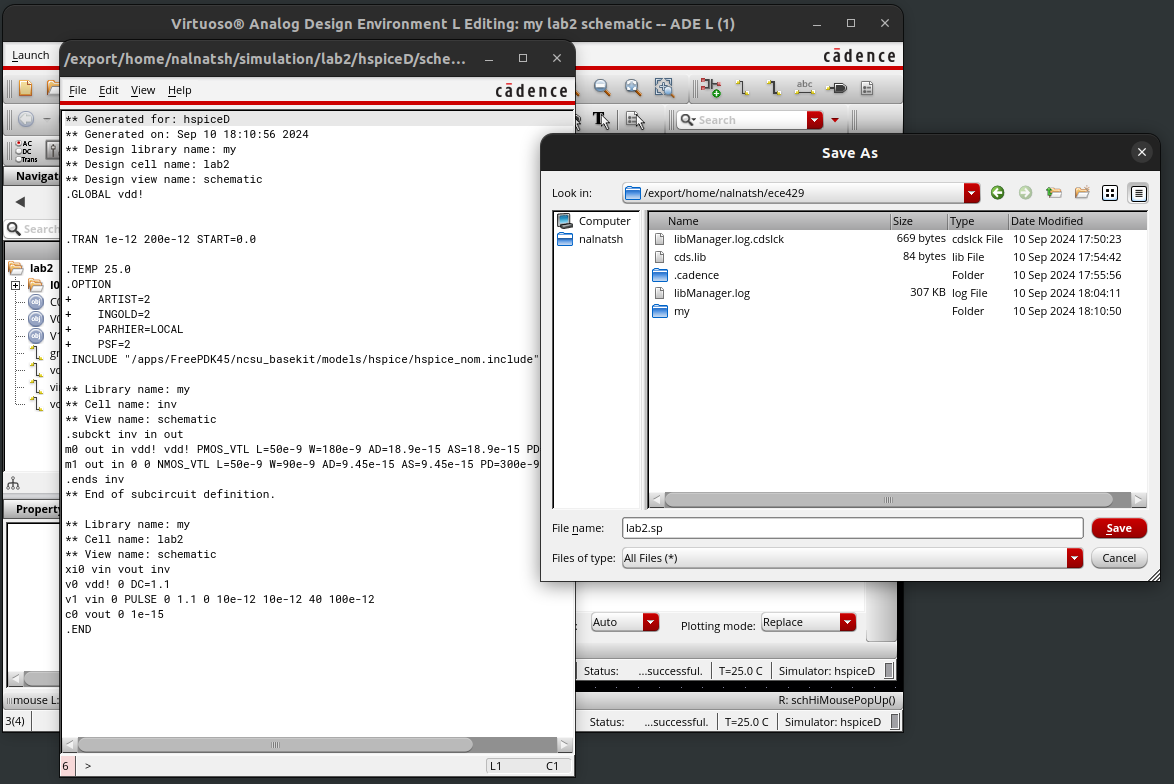 Virtuoso® Analog Design Environment L Editing: my lab2 schematic -- ADE L (1)
Launch
cādence
Search
AC
DC
Trans
Navigat
Search
lab2
I0
obj
obj
obj
Property
mouse L:
3(4)
/export/home/nalnatsh/simulation/lab2/hspiceD/sche...
File Edit View Help
cādence
** Generated for: hspiceD
** Generated on: Sep 10 18:10:56 2024
** Design library name: my
** Design cell name: lab2
** Design view name: schematic
.GLOBAL vdd!
.TRAN 1e-12 200e-12 START=0.0
.TEMP 25.0
.OPTION
+    ARTIST=2
+    INGOLD=2
+    PARHIER=LOCAL
+    PSF=2
.INCLUDE "/apps/FreePDK45/ncsu_basekit/models/hspice/hspice_nom.include"
** Library name: my
** Cell name: inv
** View name: schematic
.subckt inv in out
m0 out in vdd! vdd! PMOS_VTL L=50e-9 W=180e-9 AD=18.9e-15 AS=18.9e-15 PD
m1 out in 0 0 NMOS_VTL L=50e-9 W=90e-9 AD=9.45e-15 AS=9.45e-15 PD=300e-9
.ends inv
** End of subcircuit definition.
** Library name: my
** Cell name: lab2
** View name: schematic
xi0 vin vout inv
v0 vdd! 0 DC=1.1
v1 vin 0 PULSE 0 1.1 0 10e-12 10e-12 40 100e-12
c0 vout 0 1e-15
.END
6 > L1 C1
Save As
Look in: /export/home/nalnatsh/ece429
Computer
nalnatsh
Name Size Type Date Modified
libManager.log.cdslck 669 bytes cdslck File 10 Sep 2024 17:50:23
cds.lib 84 bytes lib File 10 Sep 2024 17:54:42
.cadence Folder 10 Sep 2024 17:55:56
libManager.log 307 KB log File 10 Sep 2024 18:04:11
my Folder 10 Sep 2024 18:10:50
File name: lab2.sp Save
Files of type: All Files (*) Cancel
Auto Plotting mode: Replace
Status: ...successful. T=25.0 C Simulator: hspiceD
R: schHiMousePopUp()
Status: ...successful. T=25.0 C Simulator: hspiceD